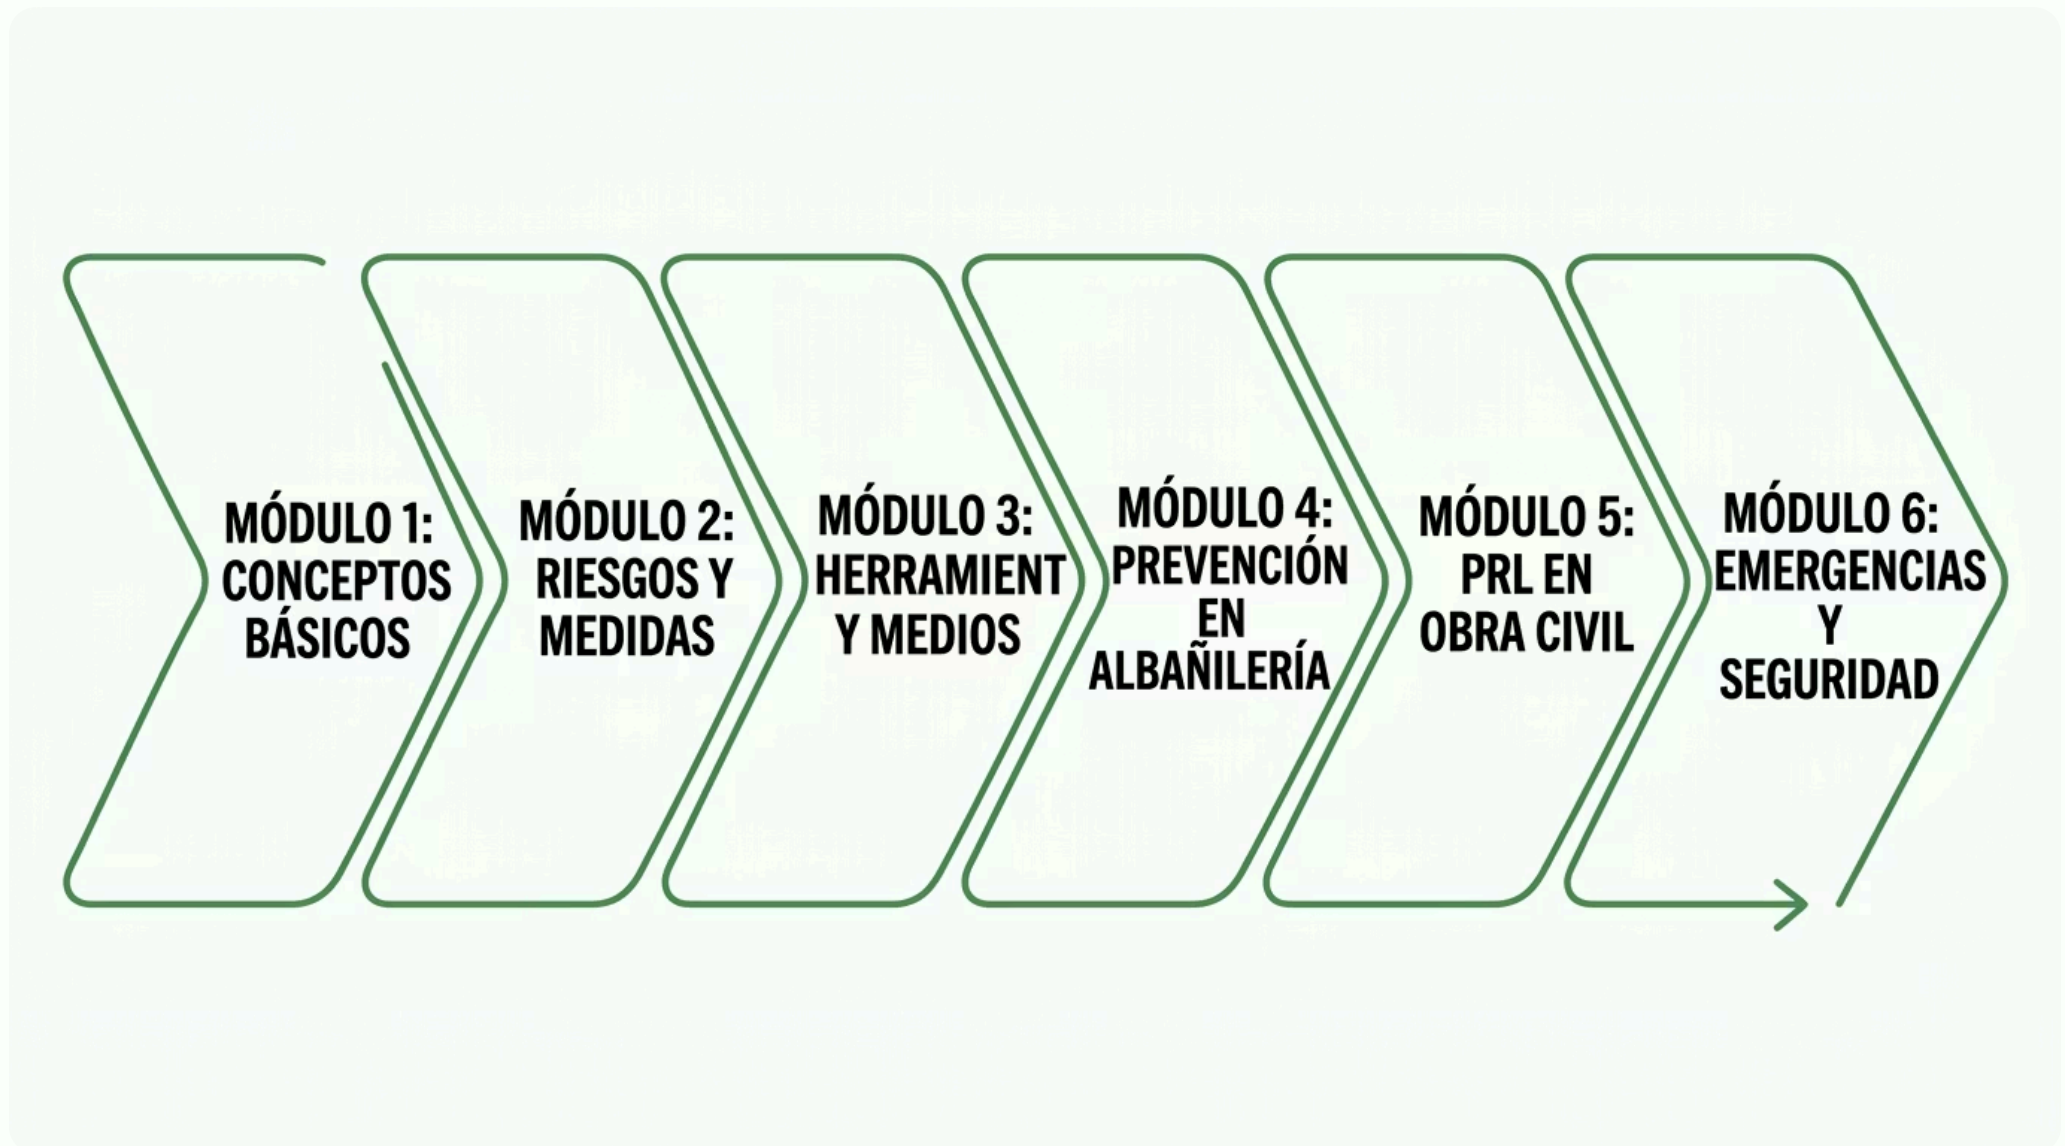 MÓDULO 1:
CONCEPTOS
BÁSICOS
MÓDULO 2:
RIESGOS Y
MEDIDAS
MÓDULO 3:
HERRAMIENT
Y MEDIOS
MÓDULO 4:
PREVENCIÓN
EN
ALBAÑILERÍA
MÓDULO 5:
PRL EN
OBRA CIVIL
MÓDULO 6:
EMERGENCIAS
Y
SEGURIDAD